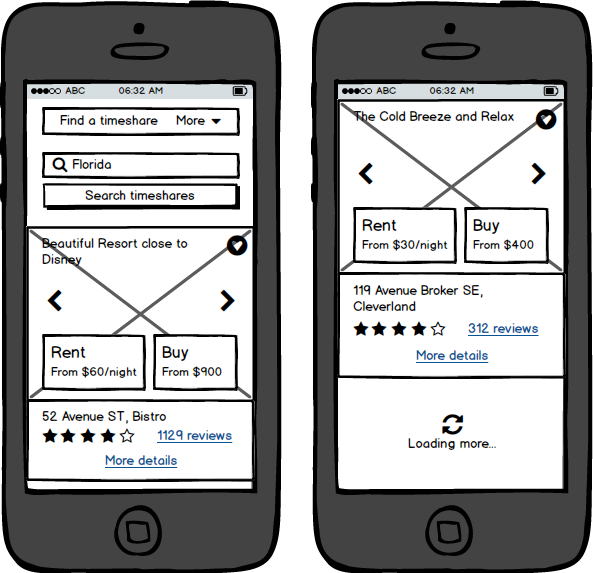 ABC 06:32 AM
Find a timeshare More
Florida
Search timeshares
Beautiful Resort close to
Disney
Rent Buy
From $60/night From $900
52 Avenue ST, Bistro
1129 reviews
More details
ABC 06:32 AM
The Cold Breeze and Relax
Rent Buy
From $30/night From $400
119 Avenue Broker SE,
Cleverland
312 reviews
More details
Loading more...